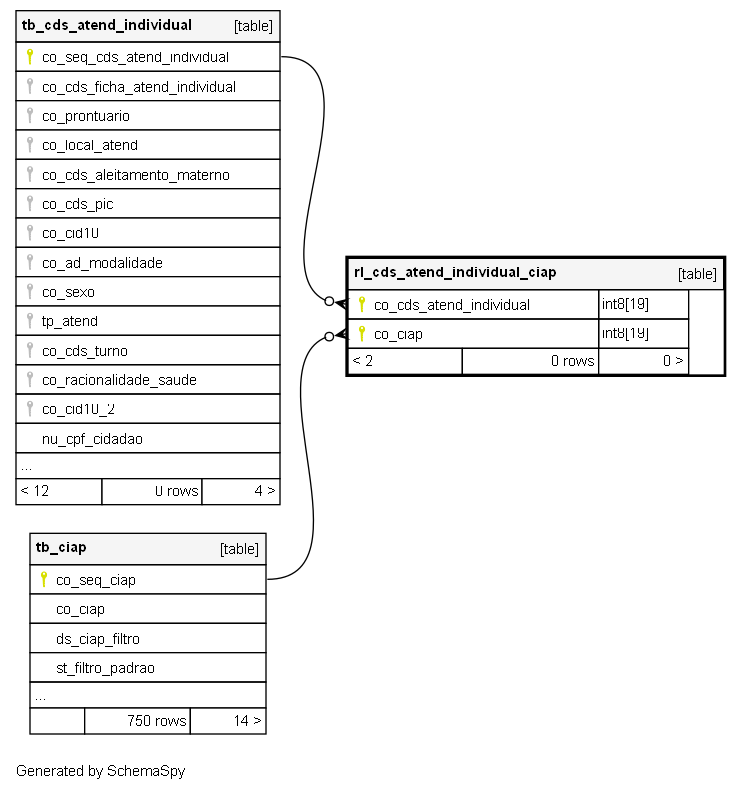 tb_cds_atend_individual [table]
co_seq_cds_atend_individual
co_cds_ficha_atend_individual
co_prontuario
co_local_atend
co_cds_aleitamento_materno
co_cds_pic
co_cid10
co_ad_modalidade
co_sexo
tp_atend
co_cds_turno
co_racionalidade_saude
co_cid10_2
nu_cpf_cidadao
...
< 12 0 rows 4 >
rl_cds_atend_individual_ciap [table]
co_cds_atend_individual int8[19]
co_ciap int8[19]
< 2 0 rows 0 >
tb_ciap [table]
co_seq_ciap
co_ciap
ds_ciap_filtro
st_filtro_padrao
...
750 rows 14 >
Generated by SchemaSpy